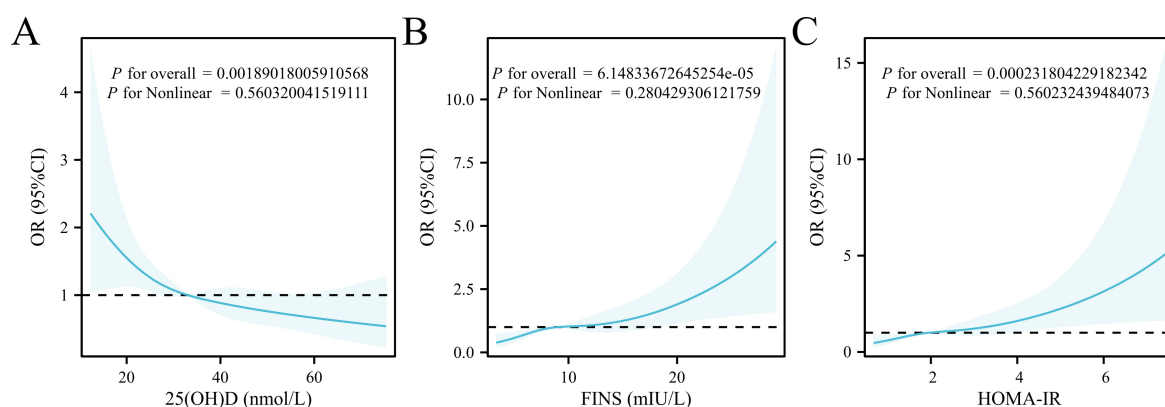 A
P for overall = 0.00189018005910568
P for Nonlinear = 0.560320041519111
OR (95%CI)
4
3
2
1
20
40
60
25(OH)D (nmol/L)
B
P for overall = 6.14833672645254e-05
P for Nonlinear = 0.280429306121759
OR (95%CI)
10.0
7.5
5.0
2.5
0.0
10
20
FINS (mIU/L)
C
P for overall = 0.000231804229182342
P for Nonlinear = 0.560232439484073
OR (95%CI)
15
10
5
0
2
4
6
HOMA-IR